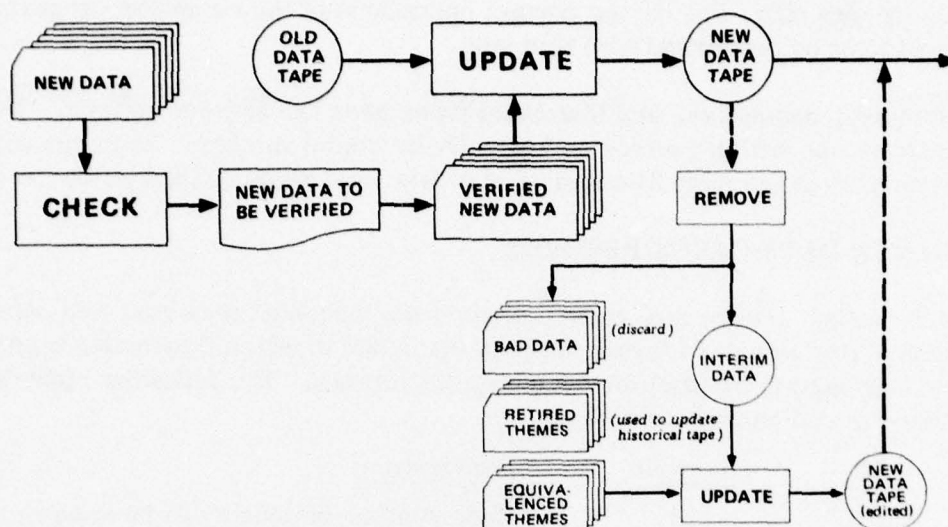 NEW DATA
OLD
DATA
TAPE
UPDATE
NEW
DATA
TAPE
CHECK
NEW DATA TO
BE VERIFIED
VERIFIED
NEW DATA
REMOVE
BAD DATA
(discard)
INTERIM
DATA
RETIRED
THEMES
(used to update
historical tape)
EQUIVA-
LENCED
THEMES
UPDATE
NEW
DATA
TAPE
(edited)